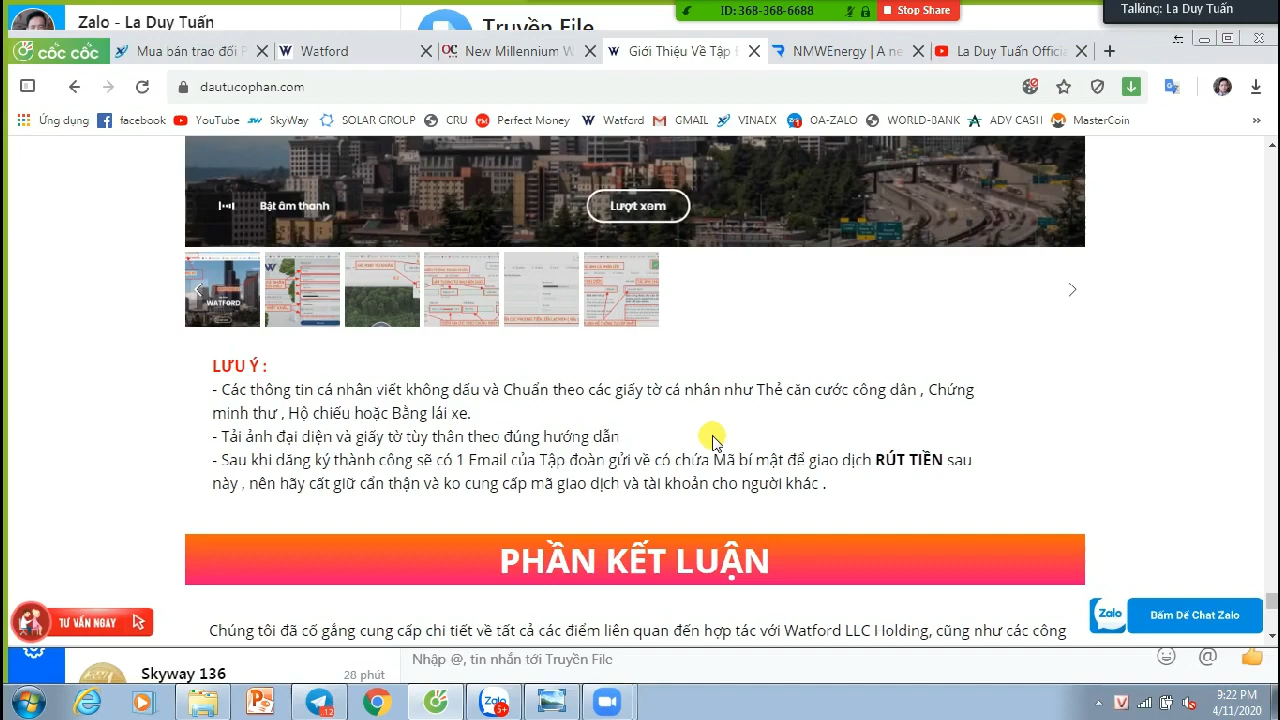 Zalo - La Duy Tuấn
Truyền File
ID:368-368-6688
Stop Share
Talking: La Duy Tuấn
cốc cốc
Mua bán trao đổi P
Watford
New Millennium W
Giới Thiệu Về Tập Đ
NVWEnergy | A ne
La Duy Tuấn Officia
dautucophan.com
Ứng dụng
facebook
YouTube
SkyWay
SOLAR GROUP
CRU
Perfect Money
Watford
GMAIL
VINAEX
OA-ZALO
WORLD-BANK
ADV CASH
MasterCoin
Bật âm thanh
Lượt xem
WATFORD
LƯU Ý :
- Các thông tin cá nhân viết không dấu và Chuẩn theo các giấy tờ cá nhân như Thẻ căn cước công dân , Chứng
minh thư , Hộ chiếu hoặc Bằng lái xe.
- Tải ảnh đại diện và giấy tờ tùy thân theo đúng hướng dẫn
- Sau khi đăng ký thành công sẽ có 1 Email của Tập đoàn gửi về có chứa Mã bí mật để giao dịch RÚT TIỀN sau
này , nên hãy cất giữ cẩn thận và ko cung cấp mã giao dịch và tài khoản cho người khác .
PHẦN KẾT LUẬN
TƯ VẤN NGAY
Zalo
Bấm Để Chat Zalo
Chúng tôi đã cố gắng cung cấp chi tiết về tất cả các điểm liên quan đến hợp tác với Watford LLC Holding, cũng như các công
Skyway 136
28 phút
Nhập @, tin nhắn tới Truyền File
12
Zalo
5+
9:22 PM
4/11/2020